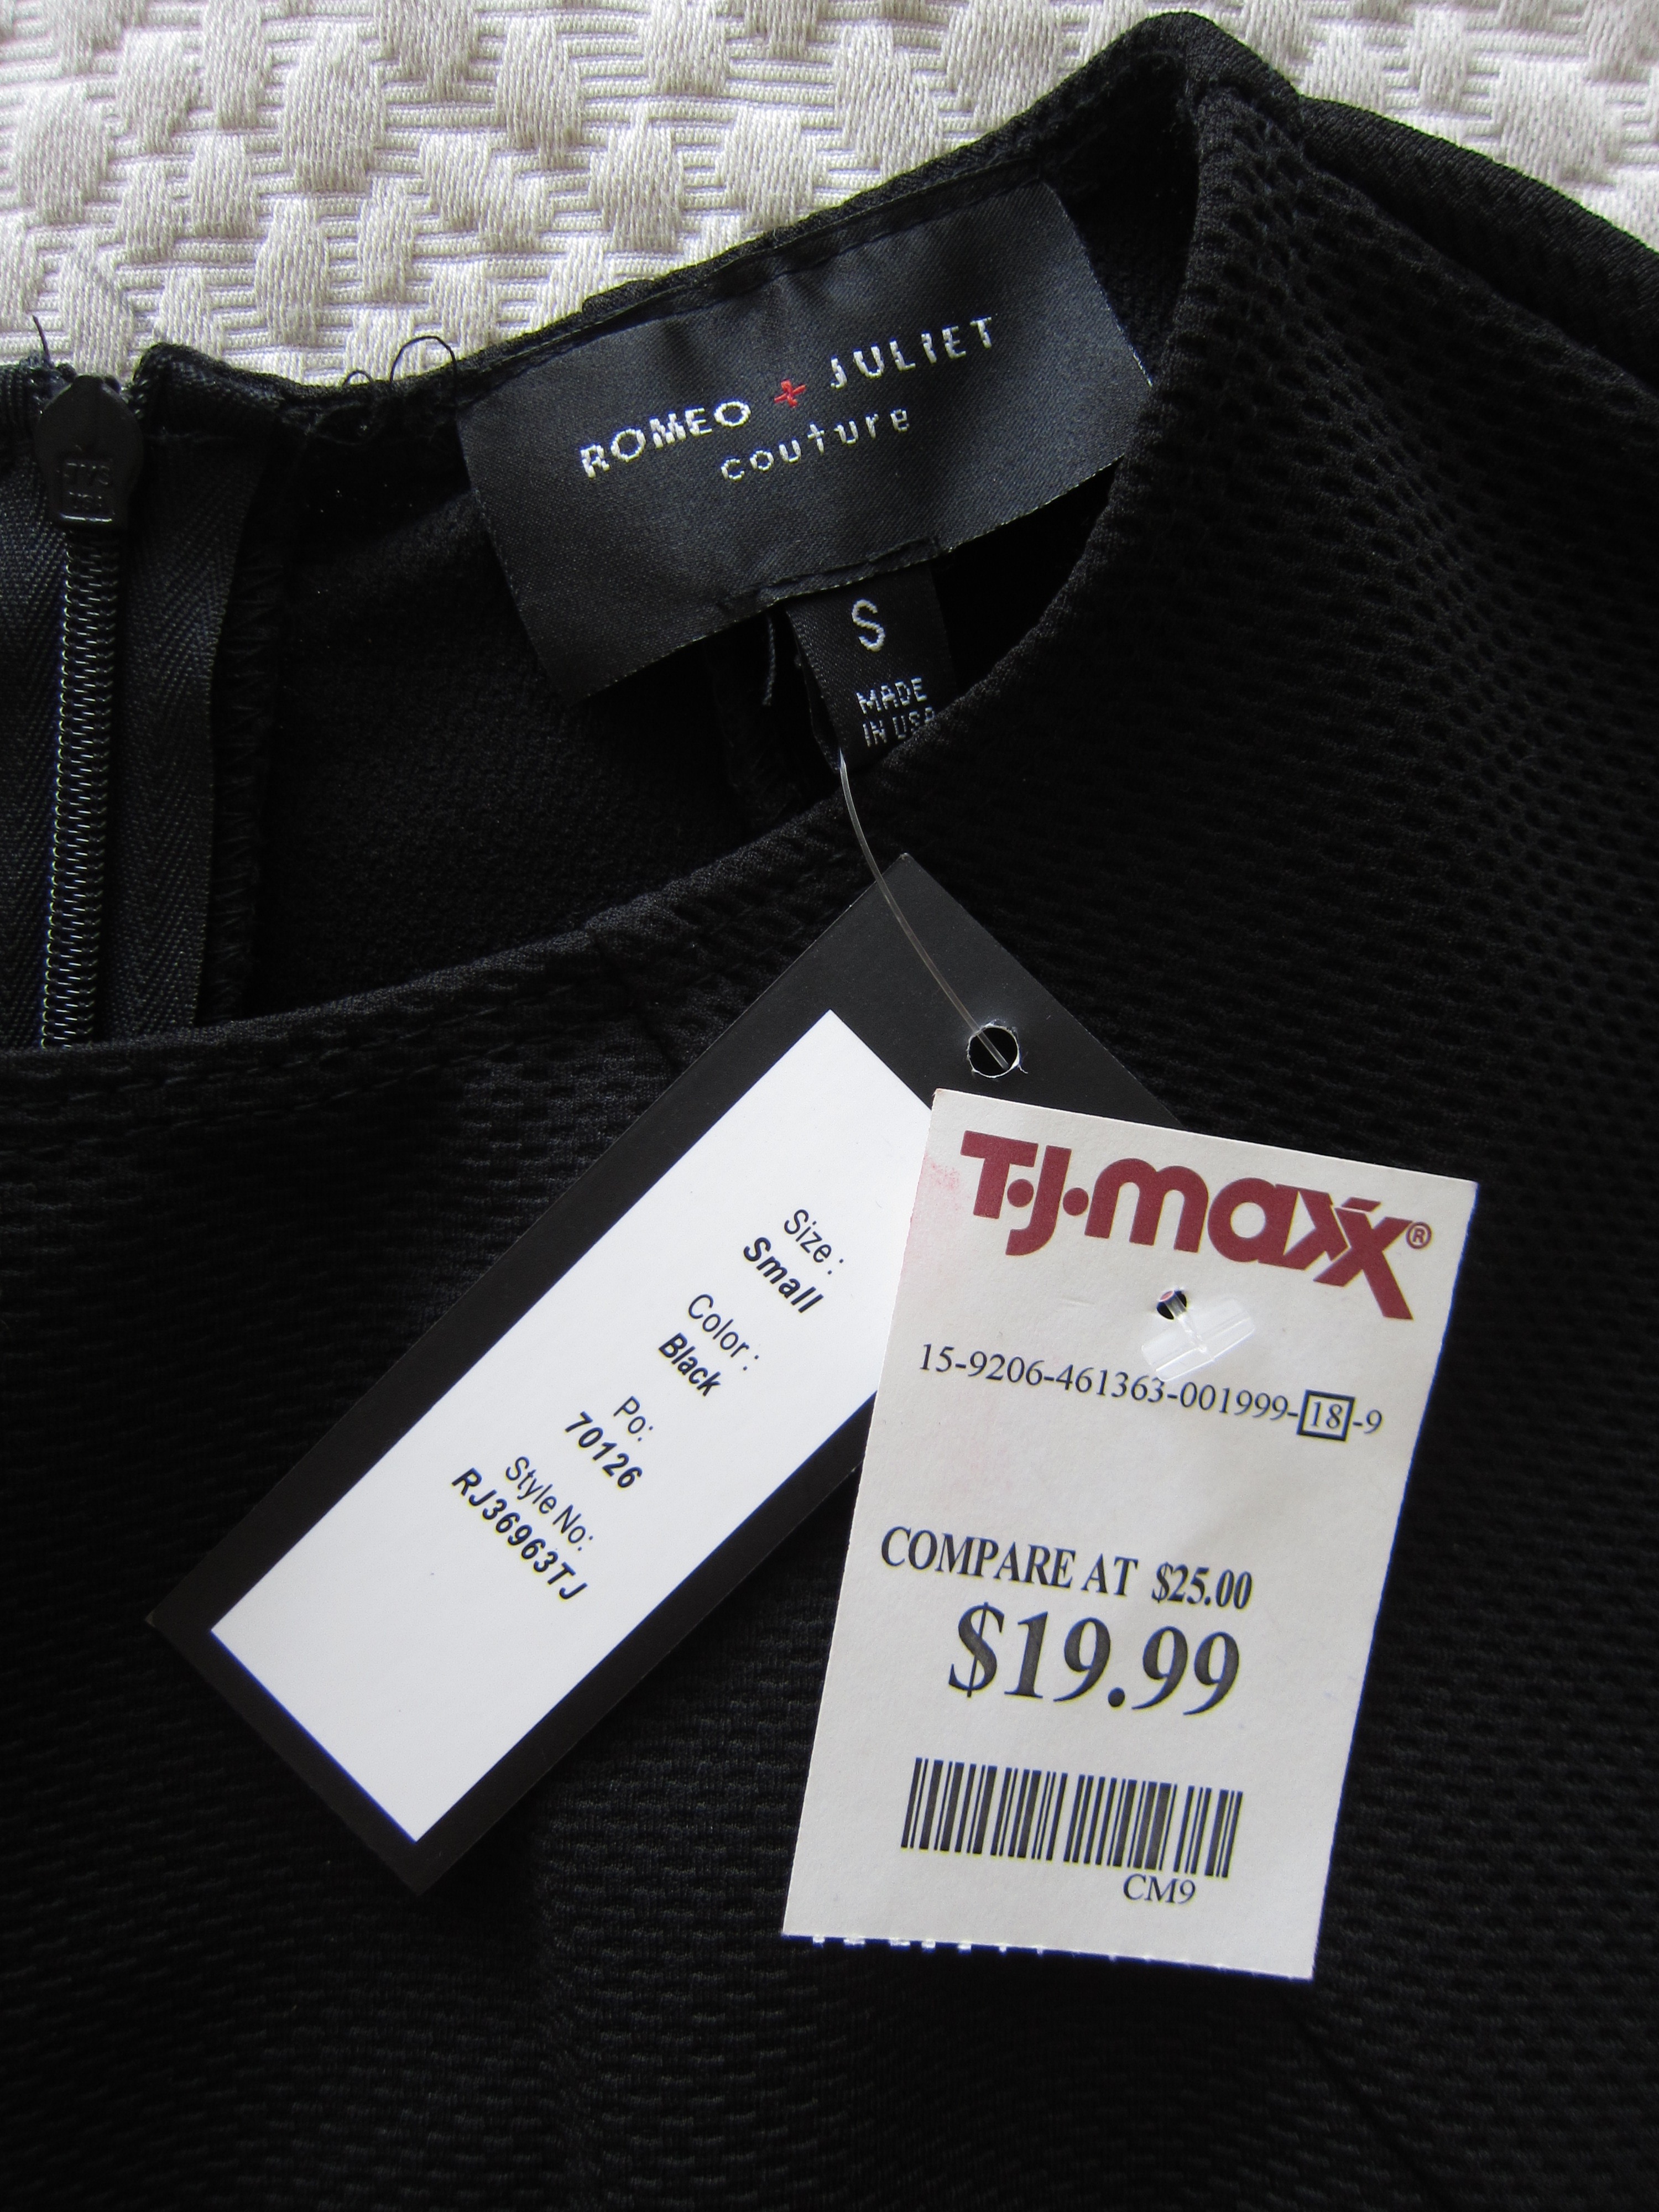 ROMEO + JULIET
couture
S
MADE
IN USA
Size :
Small
Color :
Black
Po:
70126
Style No:
RJ36963TJ
T·J·maxx®
15-9206-461363-001999-18-9
COMPARE AT $25.00
$19.99
CM9